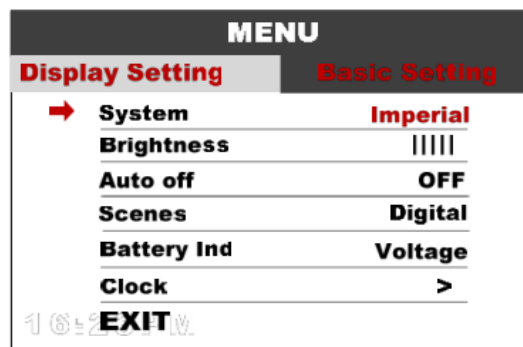 MENU
Display Setting Basic Setting
System Imperial
Brightness |||||
Auto off OFF
Scenes Digital
Battery Ind Voltage
Clock >
EXIT